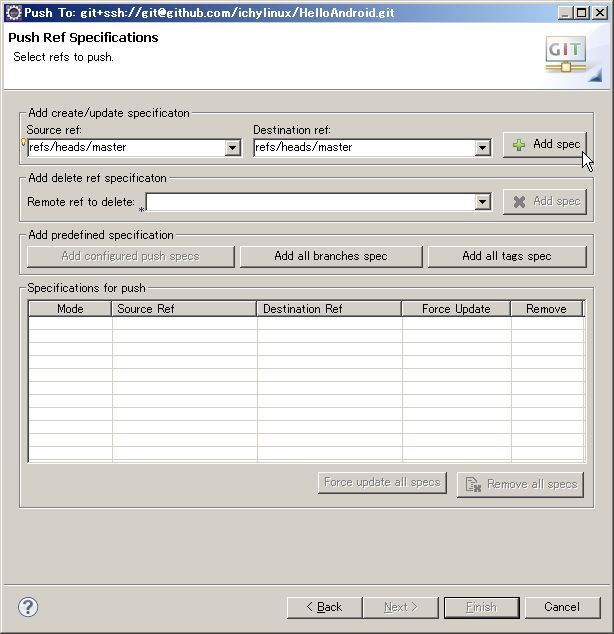 Push To: git+ssh://git@github.com/ichylinux/HelloAndroid.git
Push Ref Specifications
Select refs to push.
GIT
Add create/update specificaton
Source ref: Destination ref:
refs/heads/master refs/heads/master Add spec
Add delete ref specificaton
Remote ref to delete: * Add spec
Add predefined specification
Add configured push specs Add all branches spec Add all tags spec
Specifications for push
Mode Source Ref Destination Ref Force Update Remove
Force update all specs Remove all specs
? < Back Next > Finish Cancel